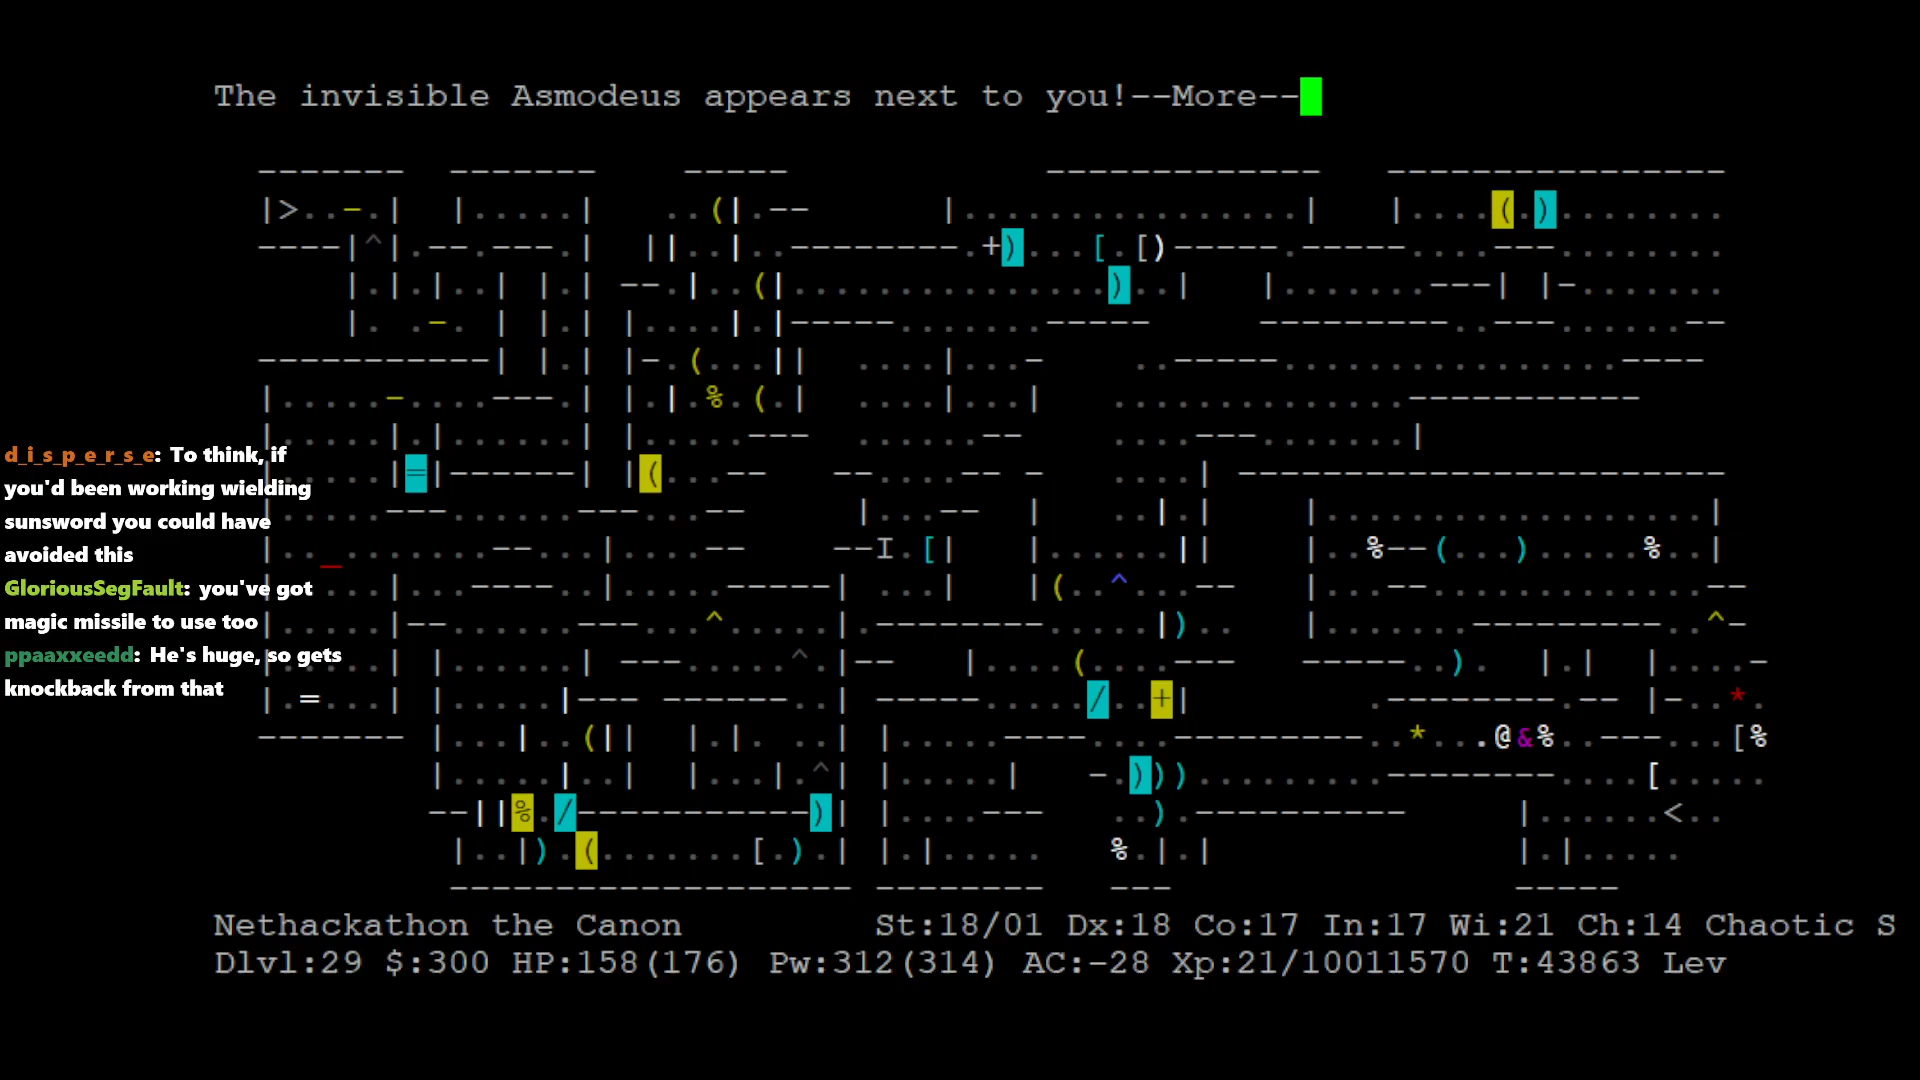 The invisible Asmodeus appears next to you!--More--
d_i_s_p_e_r_s_e: To think, if
you'd been working wielding
sunsword you could have
avoided this
GloriousSegFault: you've got
magic missile to use too
ppaaxxeedd: He's huge, so gets
knockback from that
Nethackathon the Canon St:18/01 Dx:18 Co:17 In:17 Wi:21 Ch:14 Chaotic S
Dlvl:29 $:300 HP:158(176) Pw:312(314) AC:-28 Xp:21/10011570 T:43863 Lev